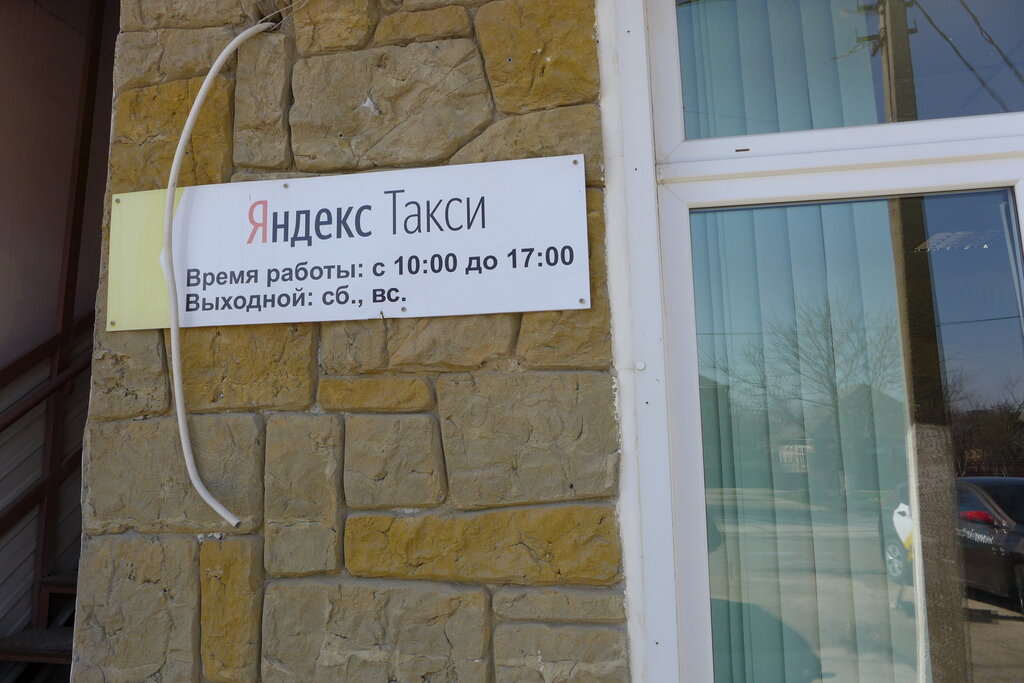 Яндекс Такси
Время работы: с 10:00 до 17:00
Выходной: сб., вс.